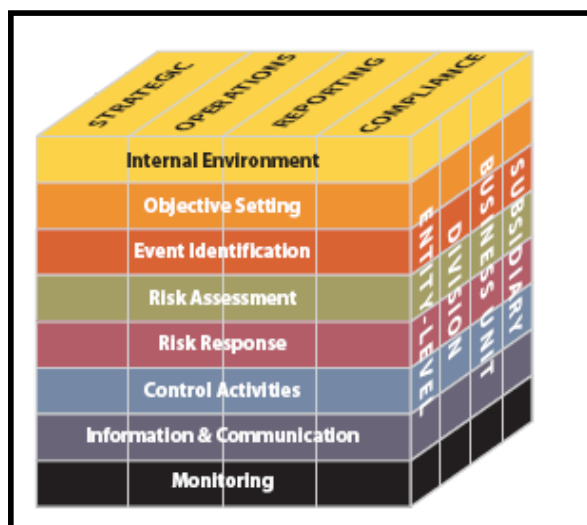 STRATEGIC
OPERATIONS
REPORTING
COMPLIANCE
Internal Environment
Objective Setting
Event Identification
Risk Assessment
Risk Response
Control Activities
Information & Communication
Monitoring
ENTITY-LEVEL
DIVISION
BUSINESS UNIT
SUBSIDIARY